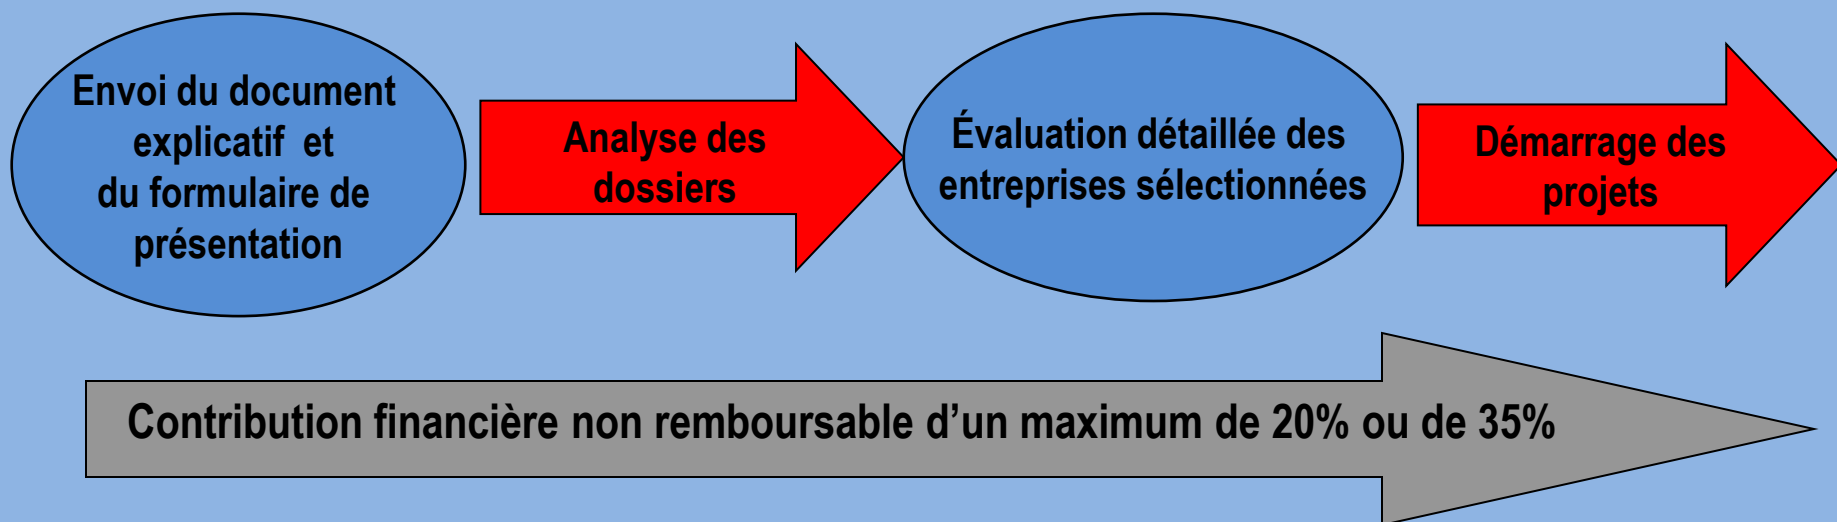 Envoi du document
explicatif et
du formulaire de
présentation
Analyse des
dossiers
Évaluation détaillée des
entreprises sélectionnées
Démarrage des
projets
Contribution financière non remboursable d’un maximum de 20% ou de 35%